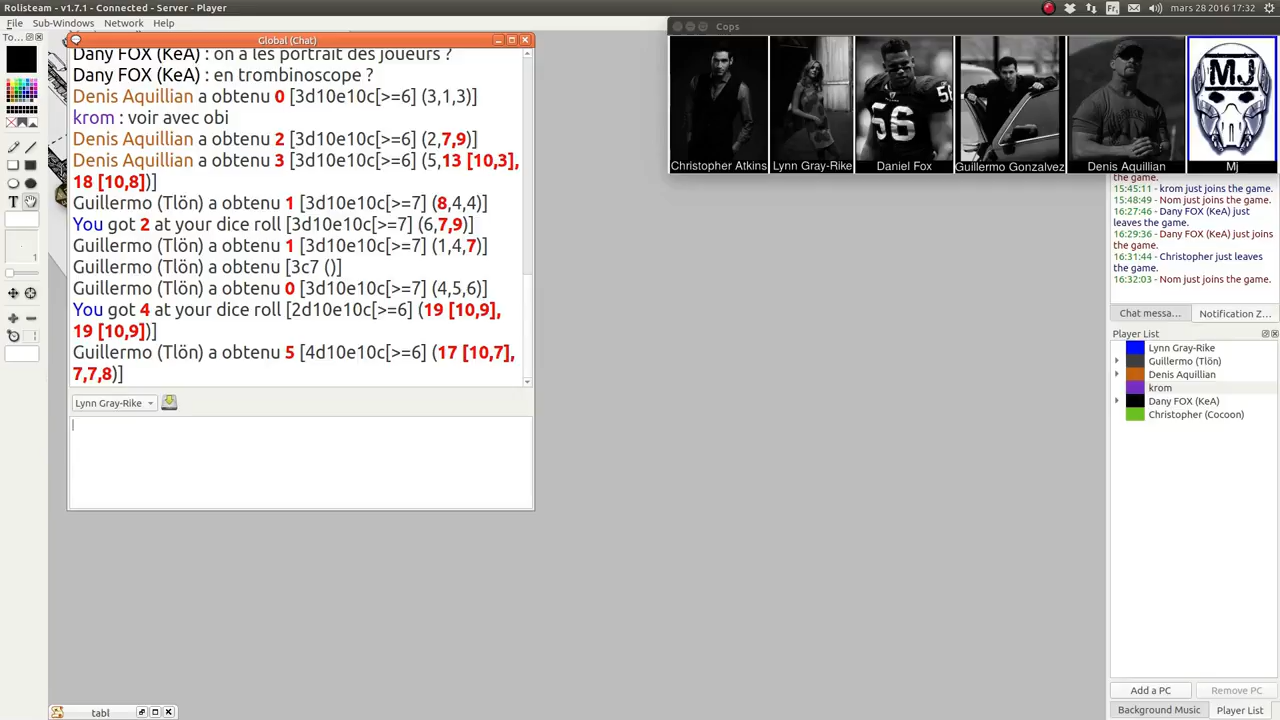 Rolisteam - v1.7.1 - Connected - Server - Player
Fr
mars 28 2016 17:32
File Sub-Windows Network Help
To...
T
1
Global (Chat)
Dany FOX (KeA) : on a les portrait des joueurs ?
Dany FOX (KeA) : en trombinoscope ?
Denis Aquillian a obtenu 0 [3d10e10c[>=6] (3,1,3)]
krom : voir avec obi
Denis Aquillian a obtenu 2 [3d10e10c[>=6] (2,7,9)]
Denis Aquillian a obtenu 3 [3d10e10c[>=6] (5,13 [10,3],
18 [10,8])]
Guillermo (Tlön) a obtenu 1 [3d10e10c[>=7] (8,4,4)]
You got 2 at your dice roll [3d10e10c[>=7] (6,7,9)]
Guillermo (Tlön) a obtenu 1 [3d10e10c[>=7] (1,4,7)]
Guillermo (Tlön) a obtenu [3c7 ()]
Guillermo (Tlön) a obtenu 0 [3d10e10c[>=7] (4,5,6)]
You got 4 at your dice roll [2d10e10c[>=6] (19 [10,9],
19 [10,9])]
Guillermo (Tlön) a obtenu 5 [4d10e10c[>=6] (17 [10,7],
7,7,8)]
Lynn Gray-Rike
tabl
Cops
56
56
MJ
Christopher Atkins
Lynn Gray-Rike
Daniel Fox
Guillermo Gonzalvez
Denis Aquillian
Mj
the game.
15:45:11 - krom just joins the game.
15:48:49 - Nom just joins the game.
16:27:46 - Dany FOX (KeA) just
leaves the game.
16:29:36 - Dany FOX (KeA) just joins
the game.
16:31:44 - Christopher just leaves
the game.
16:32:03 - Nom just joins the game.
Chat messa... Notification Z...
Player List
Lynn Gray-Rike
Guillermo (Tlön)
Denis Aquillian
krom
Dany FOX (KeA)
Christopher (Cocoon)
Add a PC Remove PC
Background Music Player List